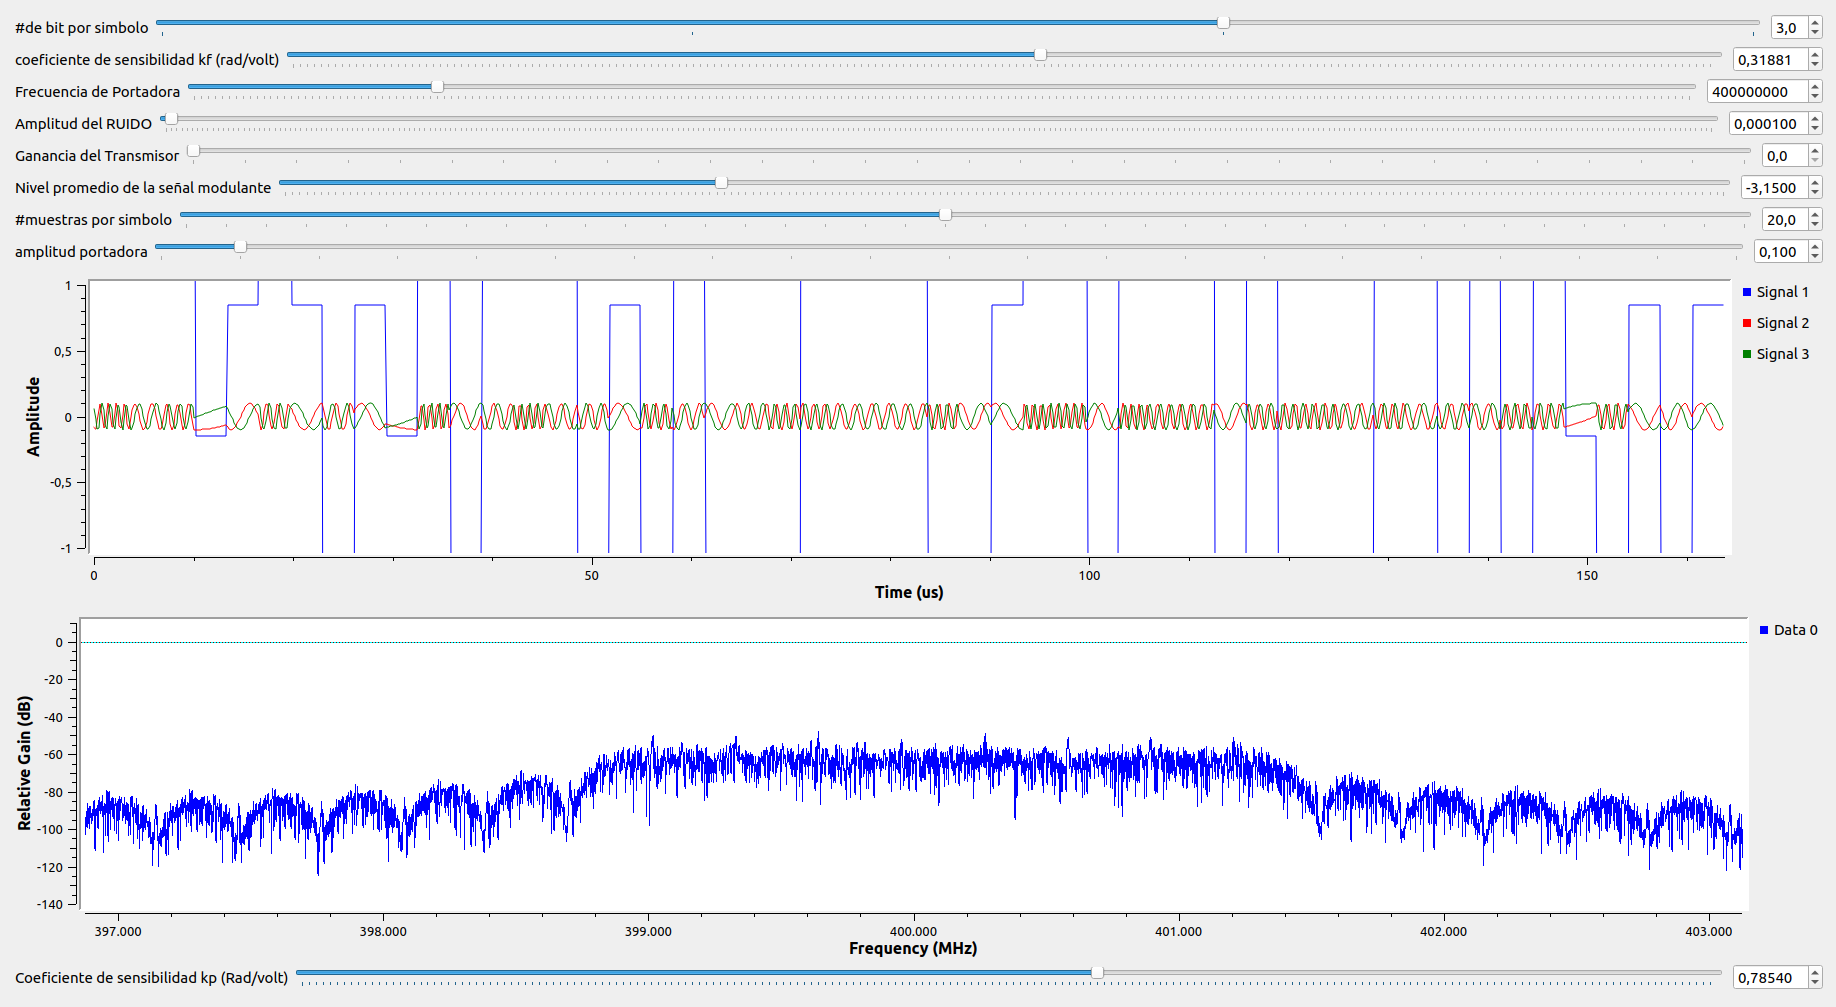 #de bit por simbolo 3,0
coeficiente de sensibilidad kf (rad/volt) 0,31881
Frecuencia de Portadora 400000000
Amplitud del RUIDO 0,000100
Ganancia del Transmisor 0,0
Nivel promedio de la señal modulante -3,1500
#muestras por simbolo 20,0
amplitud portadora 0,100
1
0,5
0
-0,5
-1
Amplitude
0 50 100 150
Time (us)
Signal 1
Signal 2
Signal 3
0
-20
-40
-60
-80
-100
-120
-140
Relative Gain (dB)
397.000 398.000 399.000 400.000 401.000 402.000 403.000
Frequency (MHz)
Data 0
Coeficiente de sensibilidad kp (Rad/volt) 0,78540